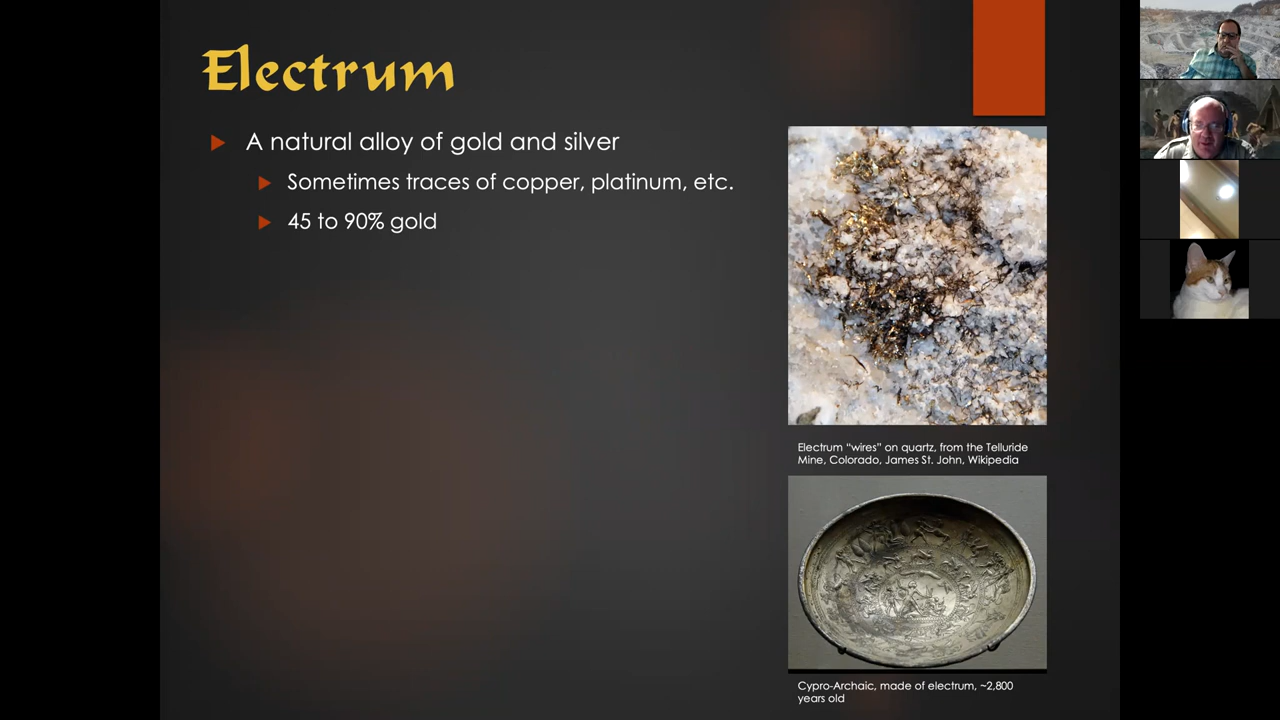 Electrum
A natural alloy of gold and silver
Sometimes traces of copper, platinum, etc.
45 to 90% gold
Electrum “wires” on quartz, from the Telluride
Mine, Colorado, James St. John, Wikipedia
Cypro-Archaic, made of electrum, ~2,800
years old